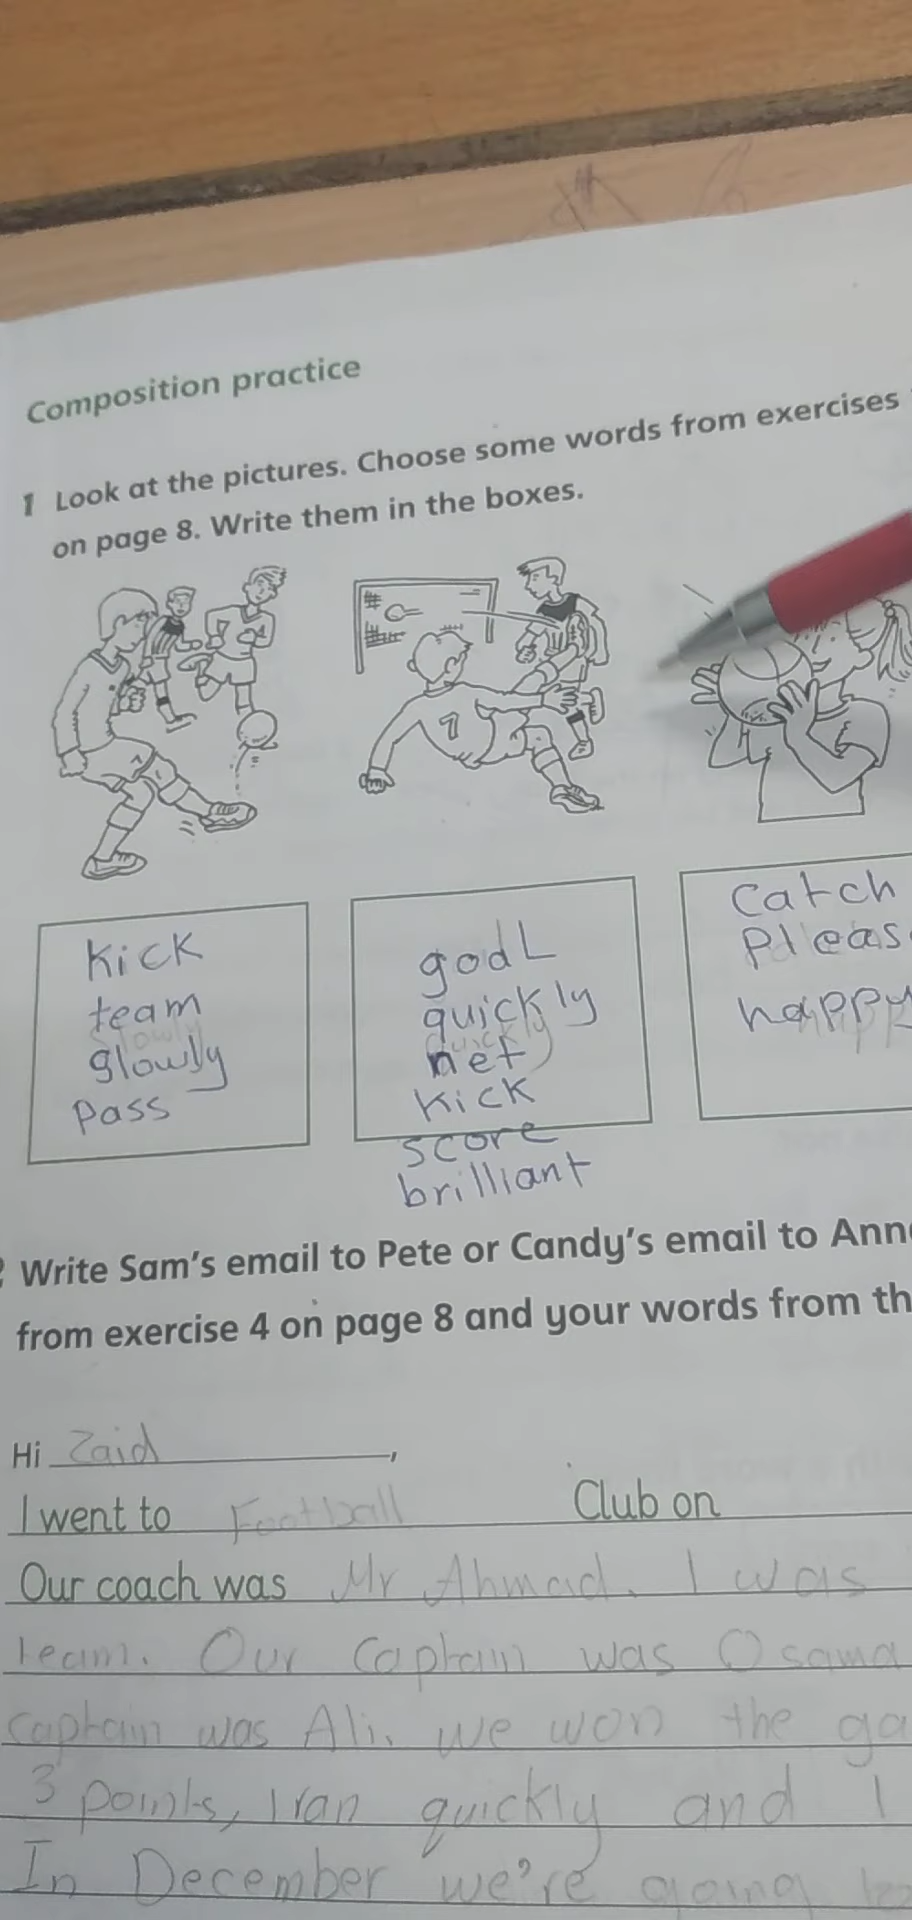 Composition practice
1 Look at the pictures. Choose some words from exercises
on page 8. Write them in the boxes.
Kick
team
glowly
Pass
godL
quickly
net
Kick
score
brilliant
Catch
Pleas
happy
Write Sam's email to Pete or Candy's email to Ann
from exercise 4 on page 8 and your words from th
Hi Zaid,
I went to Football Club on
Our coach was Mr Ahmad. I was
team. Our Captain was Osama
captain was Ali. we won the ga
3 points, I ran quickly and I
In December we're going to